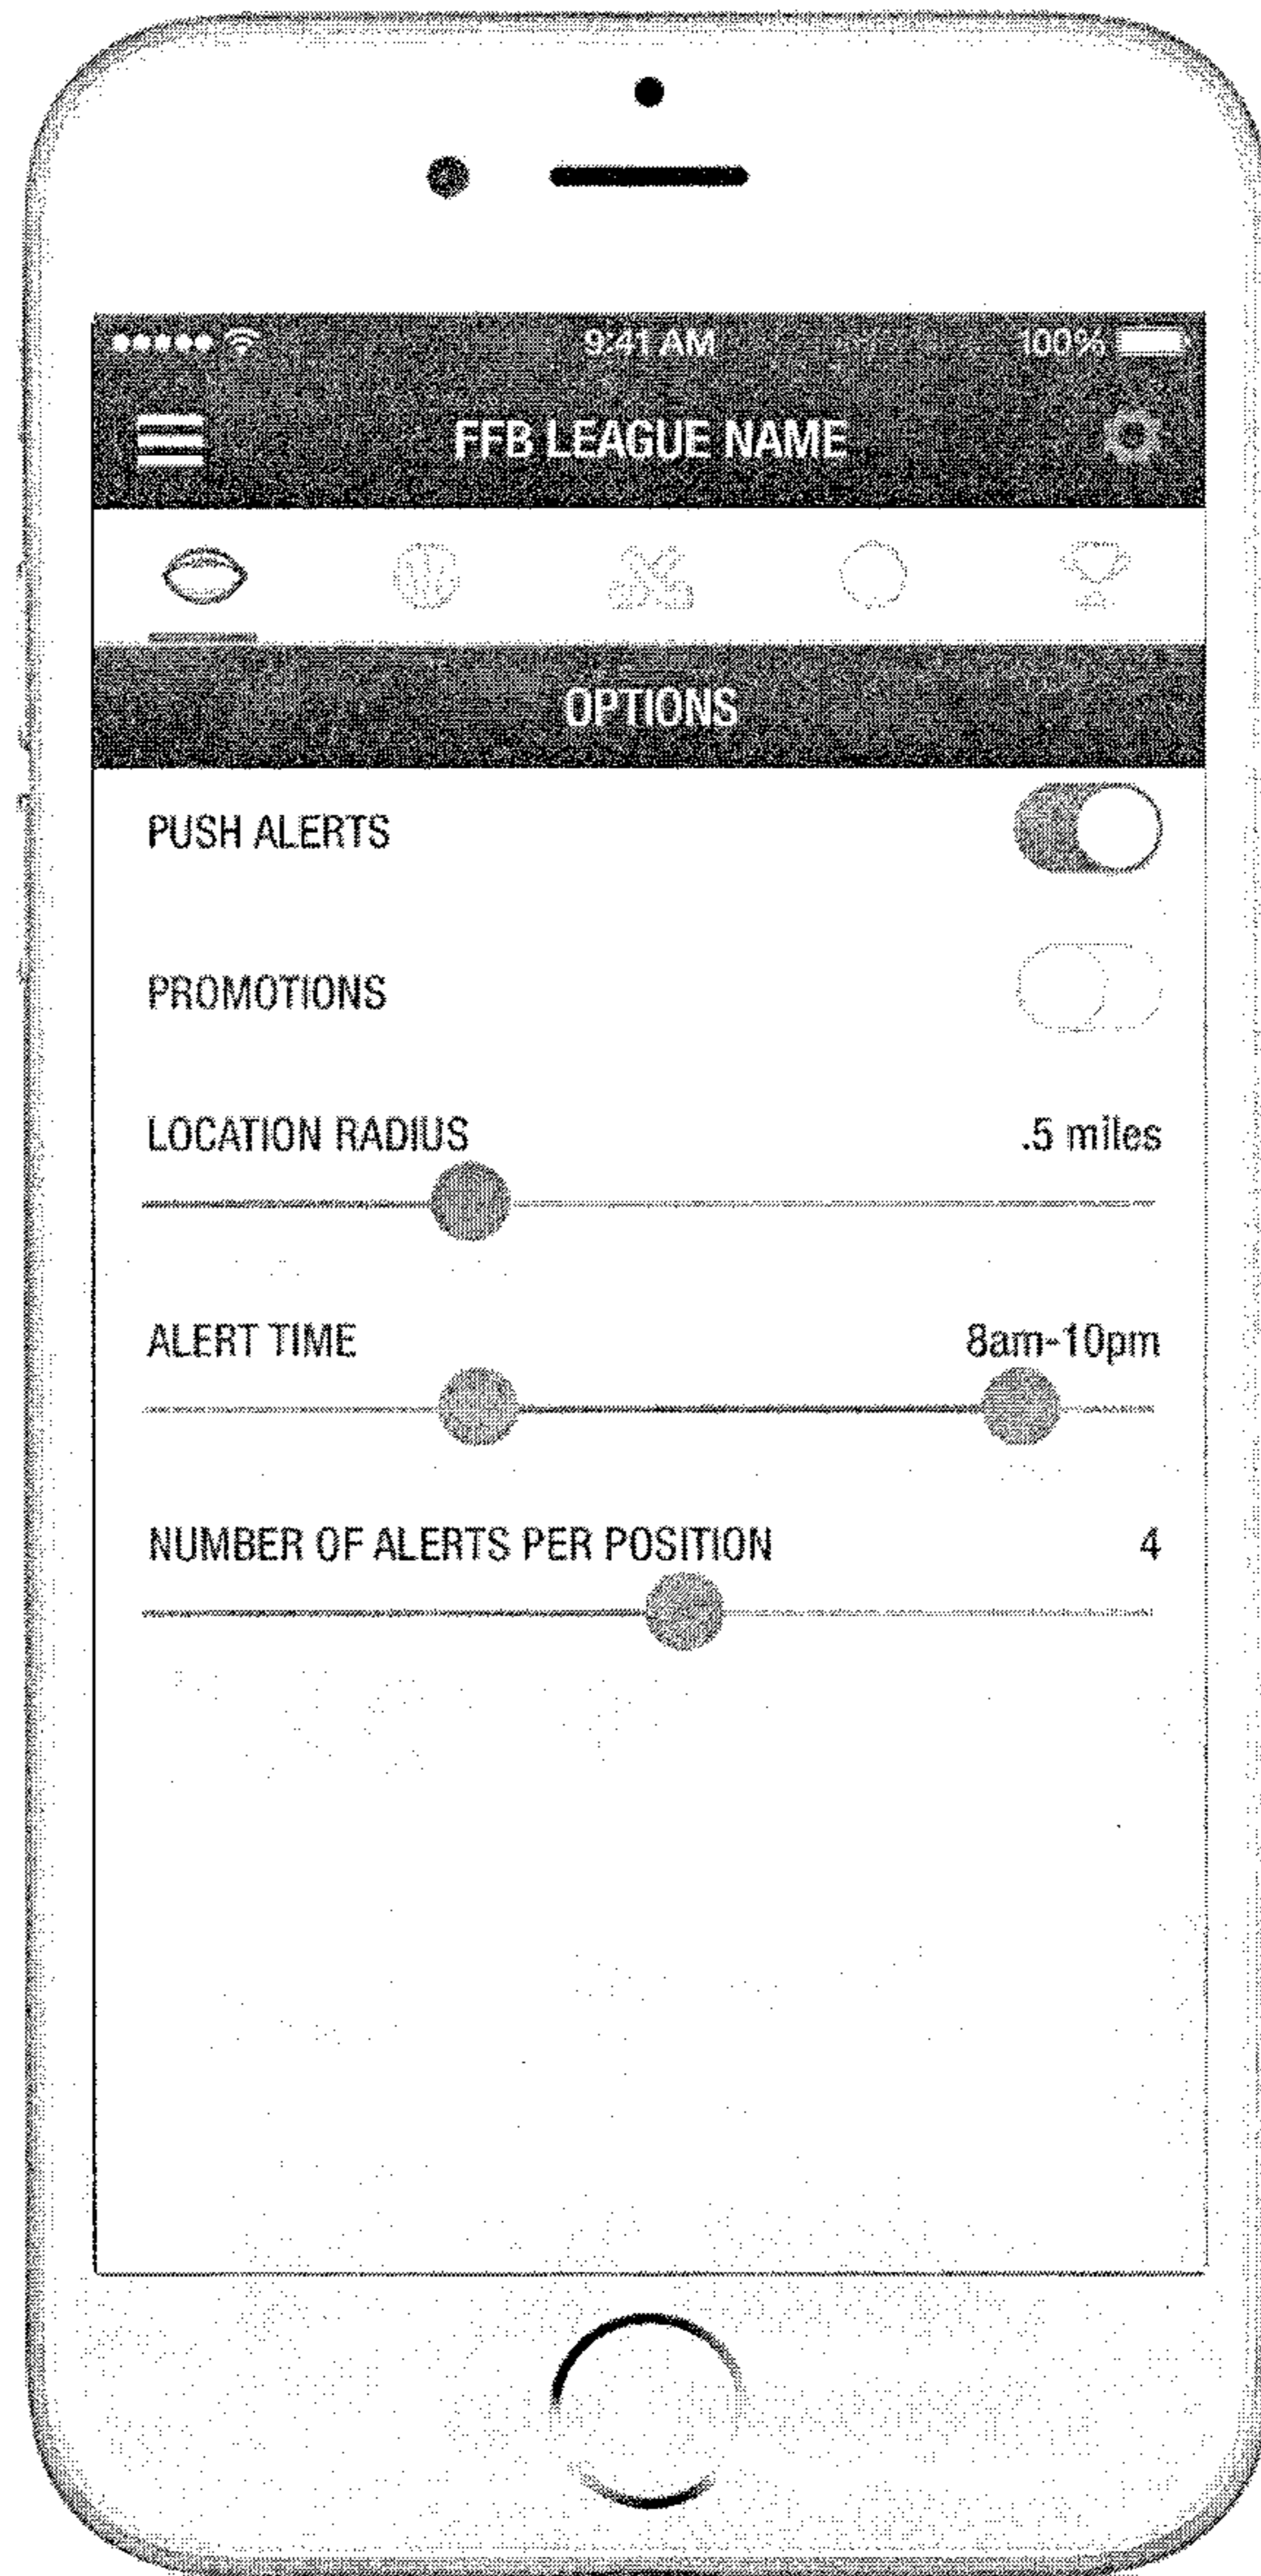 9:41 AM 100%
FFB LEAGUE NAME
OPTIONS
PUSH ALERTS
PROMOTIONS
LOCATION RADIUS .5 miles
ALERT TIME 8am-10pm
NUMBER OF ALERTS PER POSITION 4